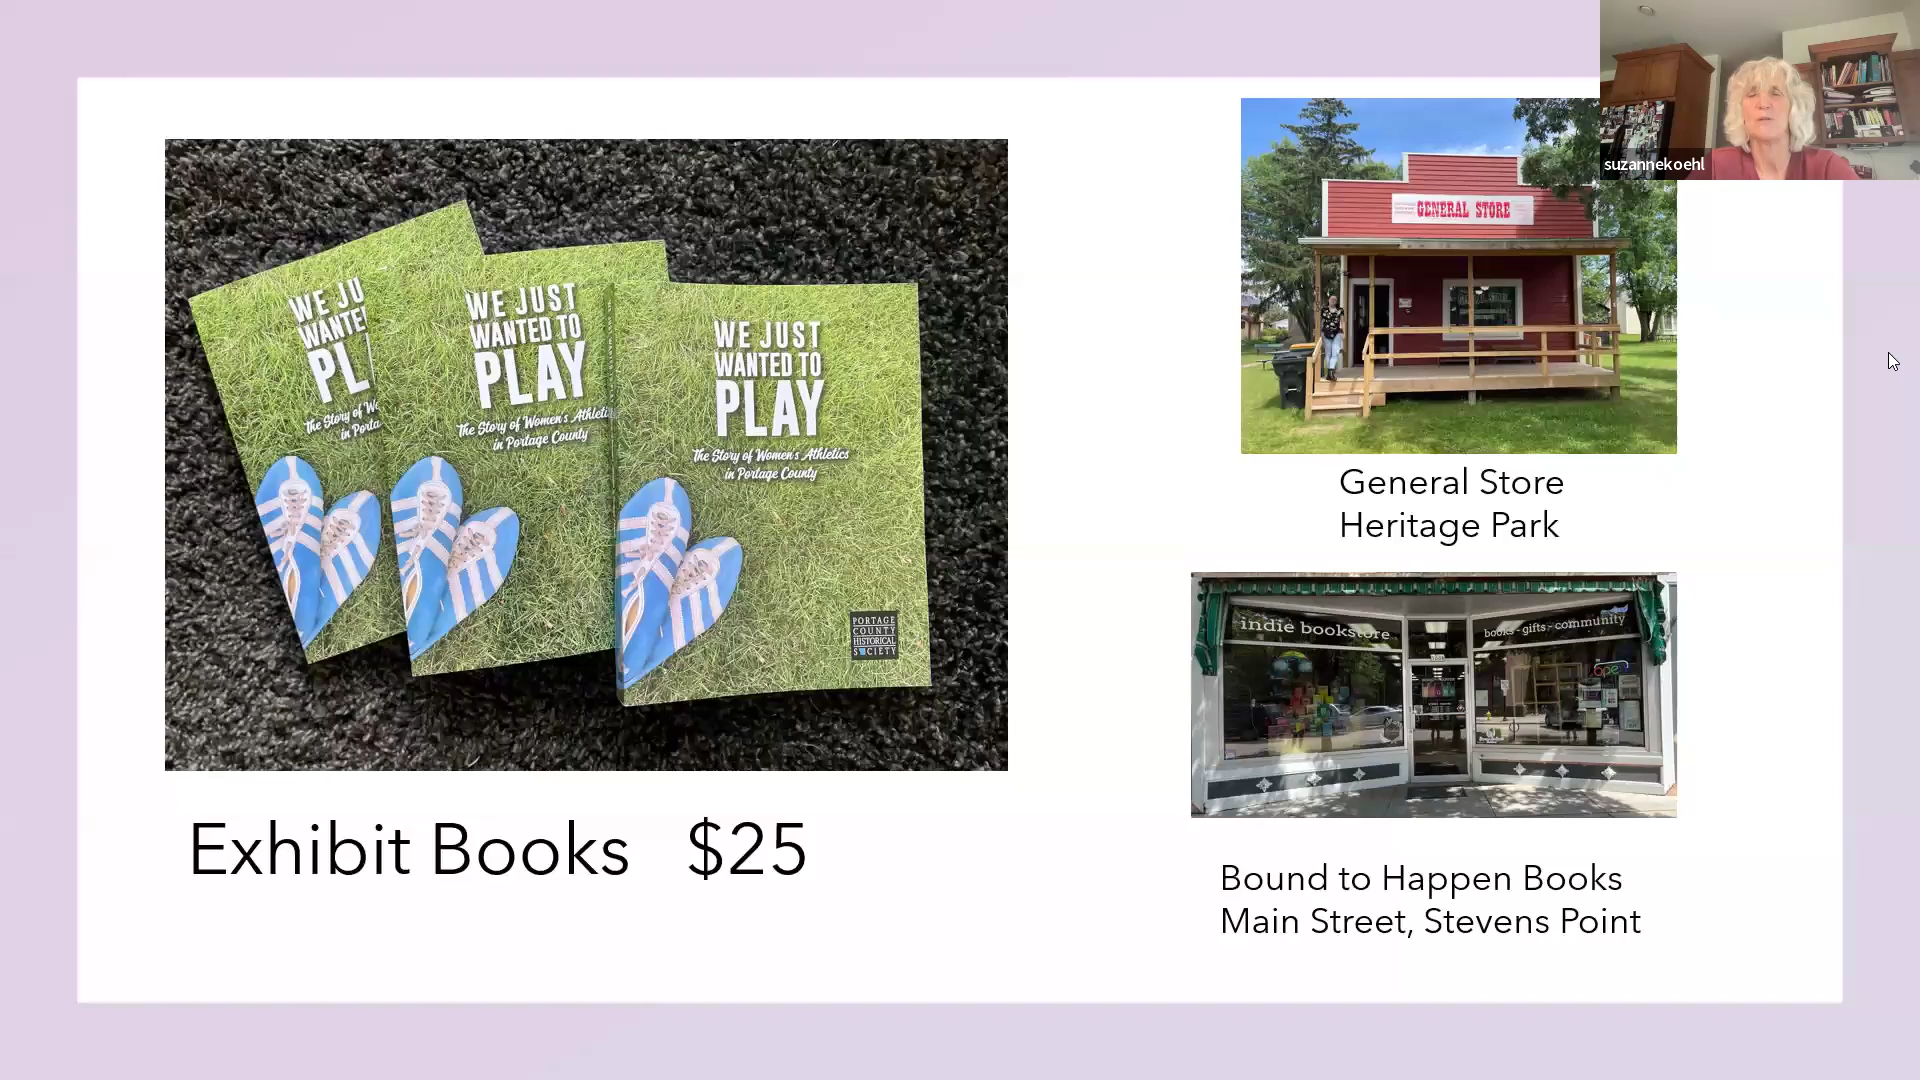 suzannekoehl
GENERAL STORE
WE JU
WANTE
PL
The Story of Wo
in Porta
WE JUST
WANTED TO
PLAY
The Story of Women's Athleti
in Portage County
WE JUST
WANTED TO
PLAY
The Story of Women's Athletics
in Portage County
PORTAGE
COUNTY
HISTORICAL
SOCIETY
General Store
Heritage Park
indie bookstore
books - gifts - community
ope
Exhibit Books $25
Bound to Happen Books
Main Street, Stevens Point